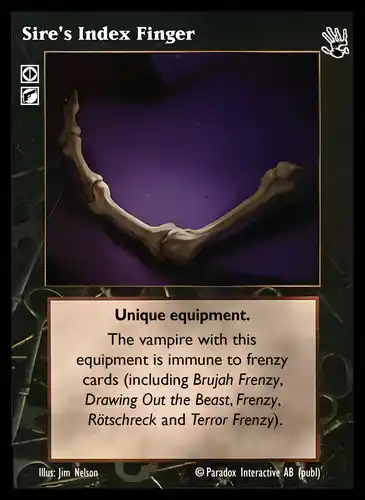 Sire's Index Finger
Unique equipment.
The vampire with this
equipment is immune to frenzy
cards (including Brujah Frenzy,
Drawing Out the Beast, Frenzy,
Rötschreck and Terror Frenzy).
Illus: Jim Nelson
© Paradox Interactive AB (publ)